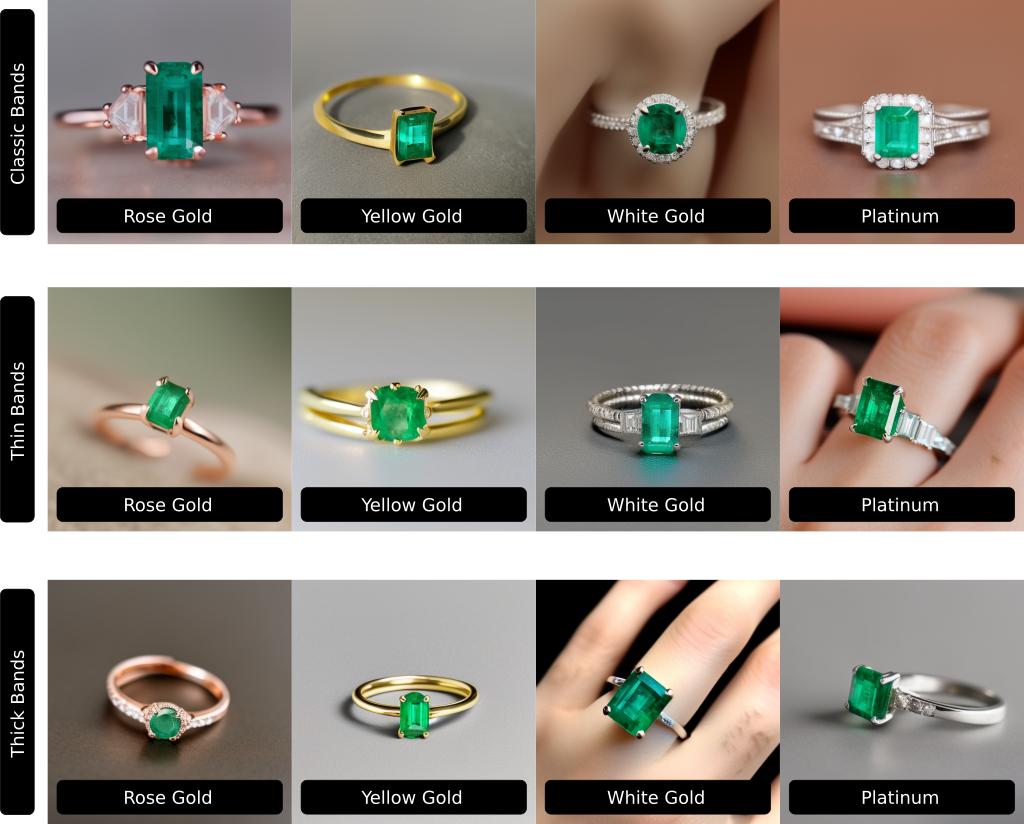 Classic Bands
Rose Gold
Yellow Gold
White Gold
Platinum
Thin Bands
Rose Gold
Yellow Gold
White Gold
Platinum
Thick Bands
Rose Gold
Yellow Gold
White Gold
Platinum